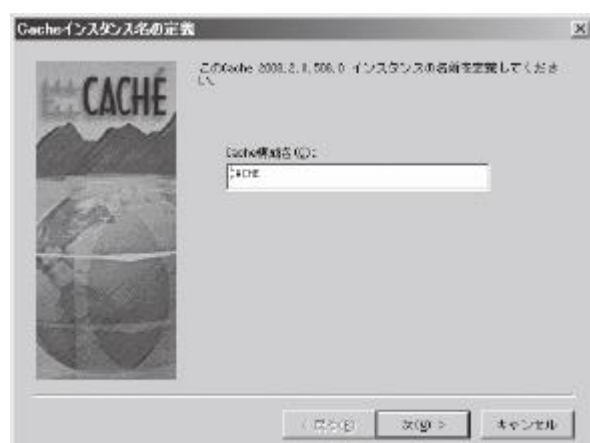 Cacheインスタンス名の定義
CACHÉ
このCache 2008.2.1.506.0 インスタンスの名前を定義してくださ
い。
Cache構成名(C):
CACHE
< 戻る(B)
次(N) >
キャンセル